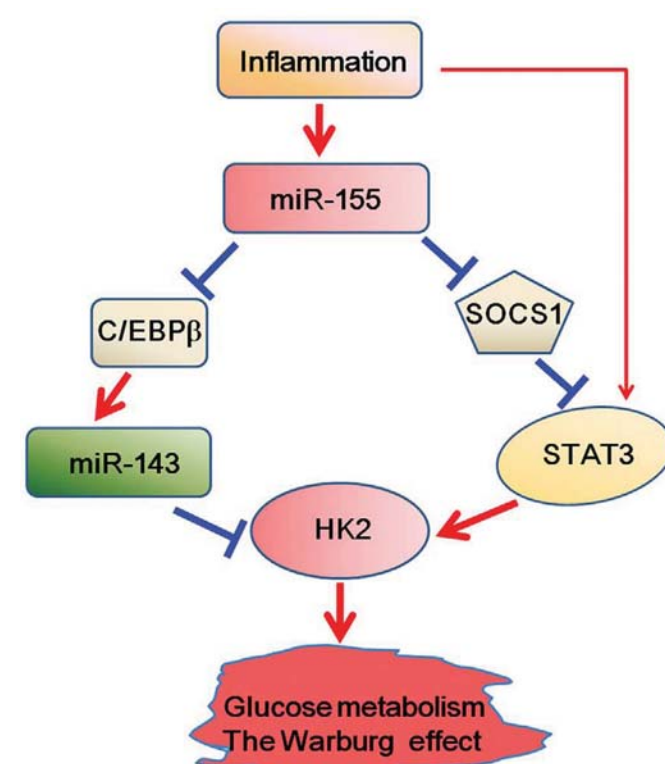 Inflammation
miR-155
C/EBPβ
SOCS1
miR-143
STAT3
HK2
Glucose metabolism
The Warburg effect